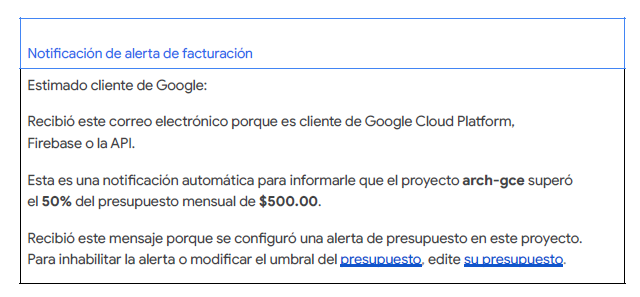 Notificación de alerta de facturación
Estimado cliente de Google:
Recibió este correo electrónico porque es cliente de Google Cloud Platform,
Firebase o la API.
Esta es una notificación automática para informarle que el proyecto arch-gce superó
el 50% del presupuesto mensual de $500.00.
Recibió este mensaje porque se configuró una alerta de presupuesto en este proyecto.
Para inhabilitar la alerta o modificar el umbral del presupuesto, edite su presupuesto.